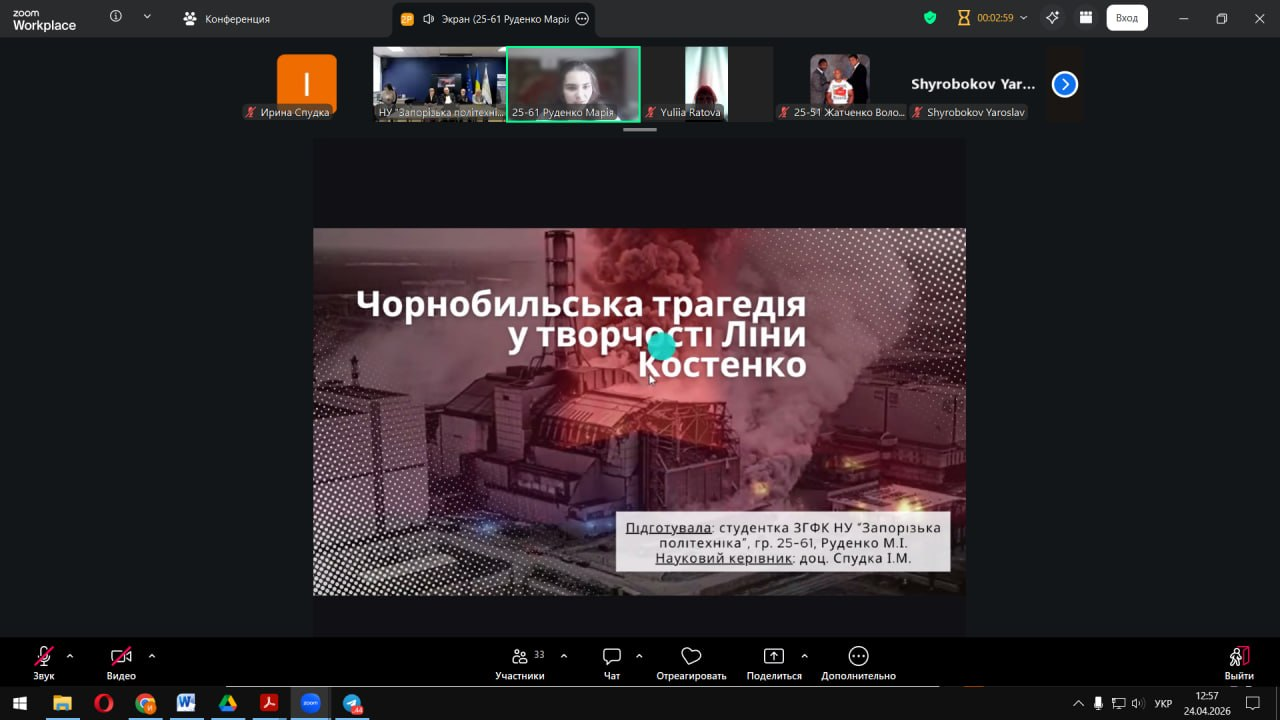 zoom
Workplace
Конференция
2P
Экран (25-61 Руденко Марія
00:02:59
Вход
I
Ирина Спудка
НУ "Запорізька політехні...
25-61 Руденко Марія
Yuliia Ratova
25-51 Жатченко Воло...
Shyrobokov Yar...
Shyrobokov Yaroslav
Чорнобильська трагедія
у творчості Ліни
Костенко
Підготувала: студентка ЗГФК НУ “Запорізька
політехніка”, гр. 25-61, Руденко М.І.
Науковий керівник: доц. Спудка І.М.
Звук
Видео
33
Участники
Чат
Отреагировать
Поделиться
Дополнительно
Выйти
zoom
44
УКР
12:57
24.04.2026